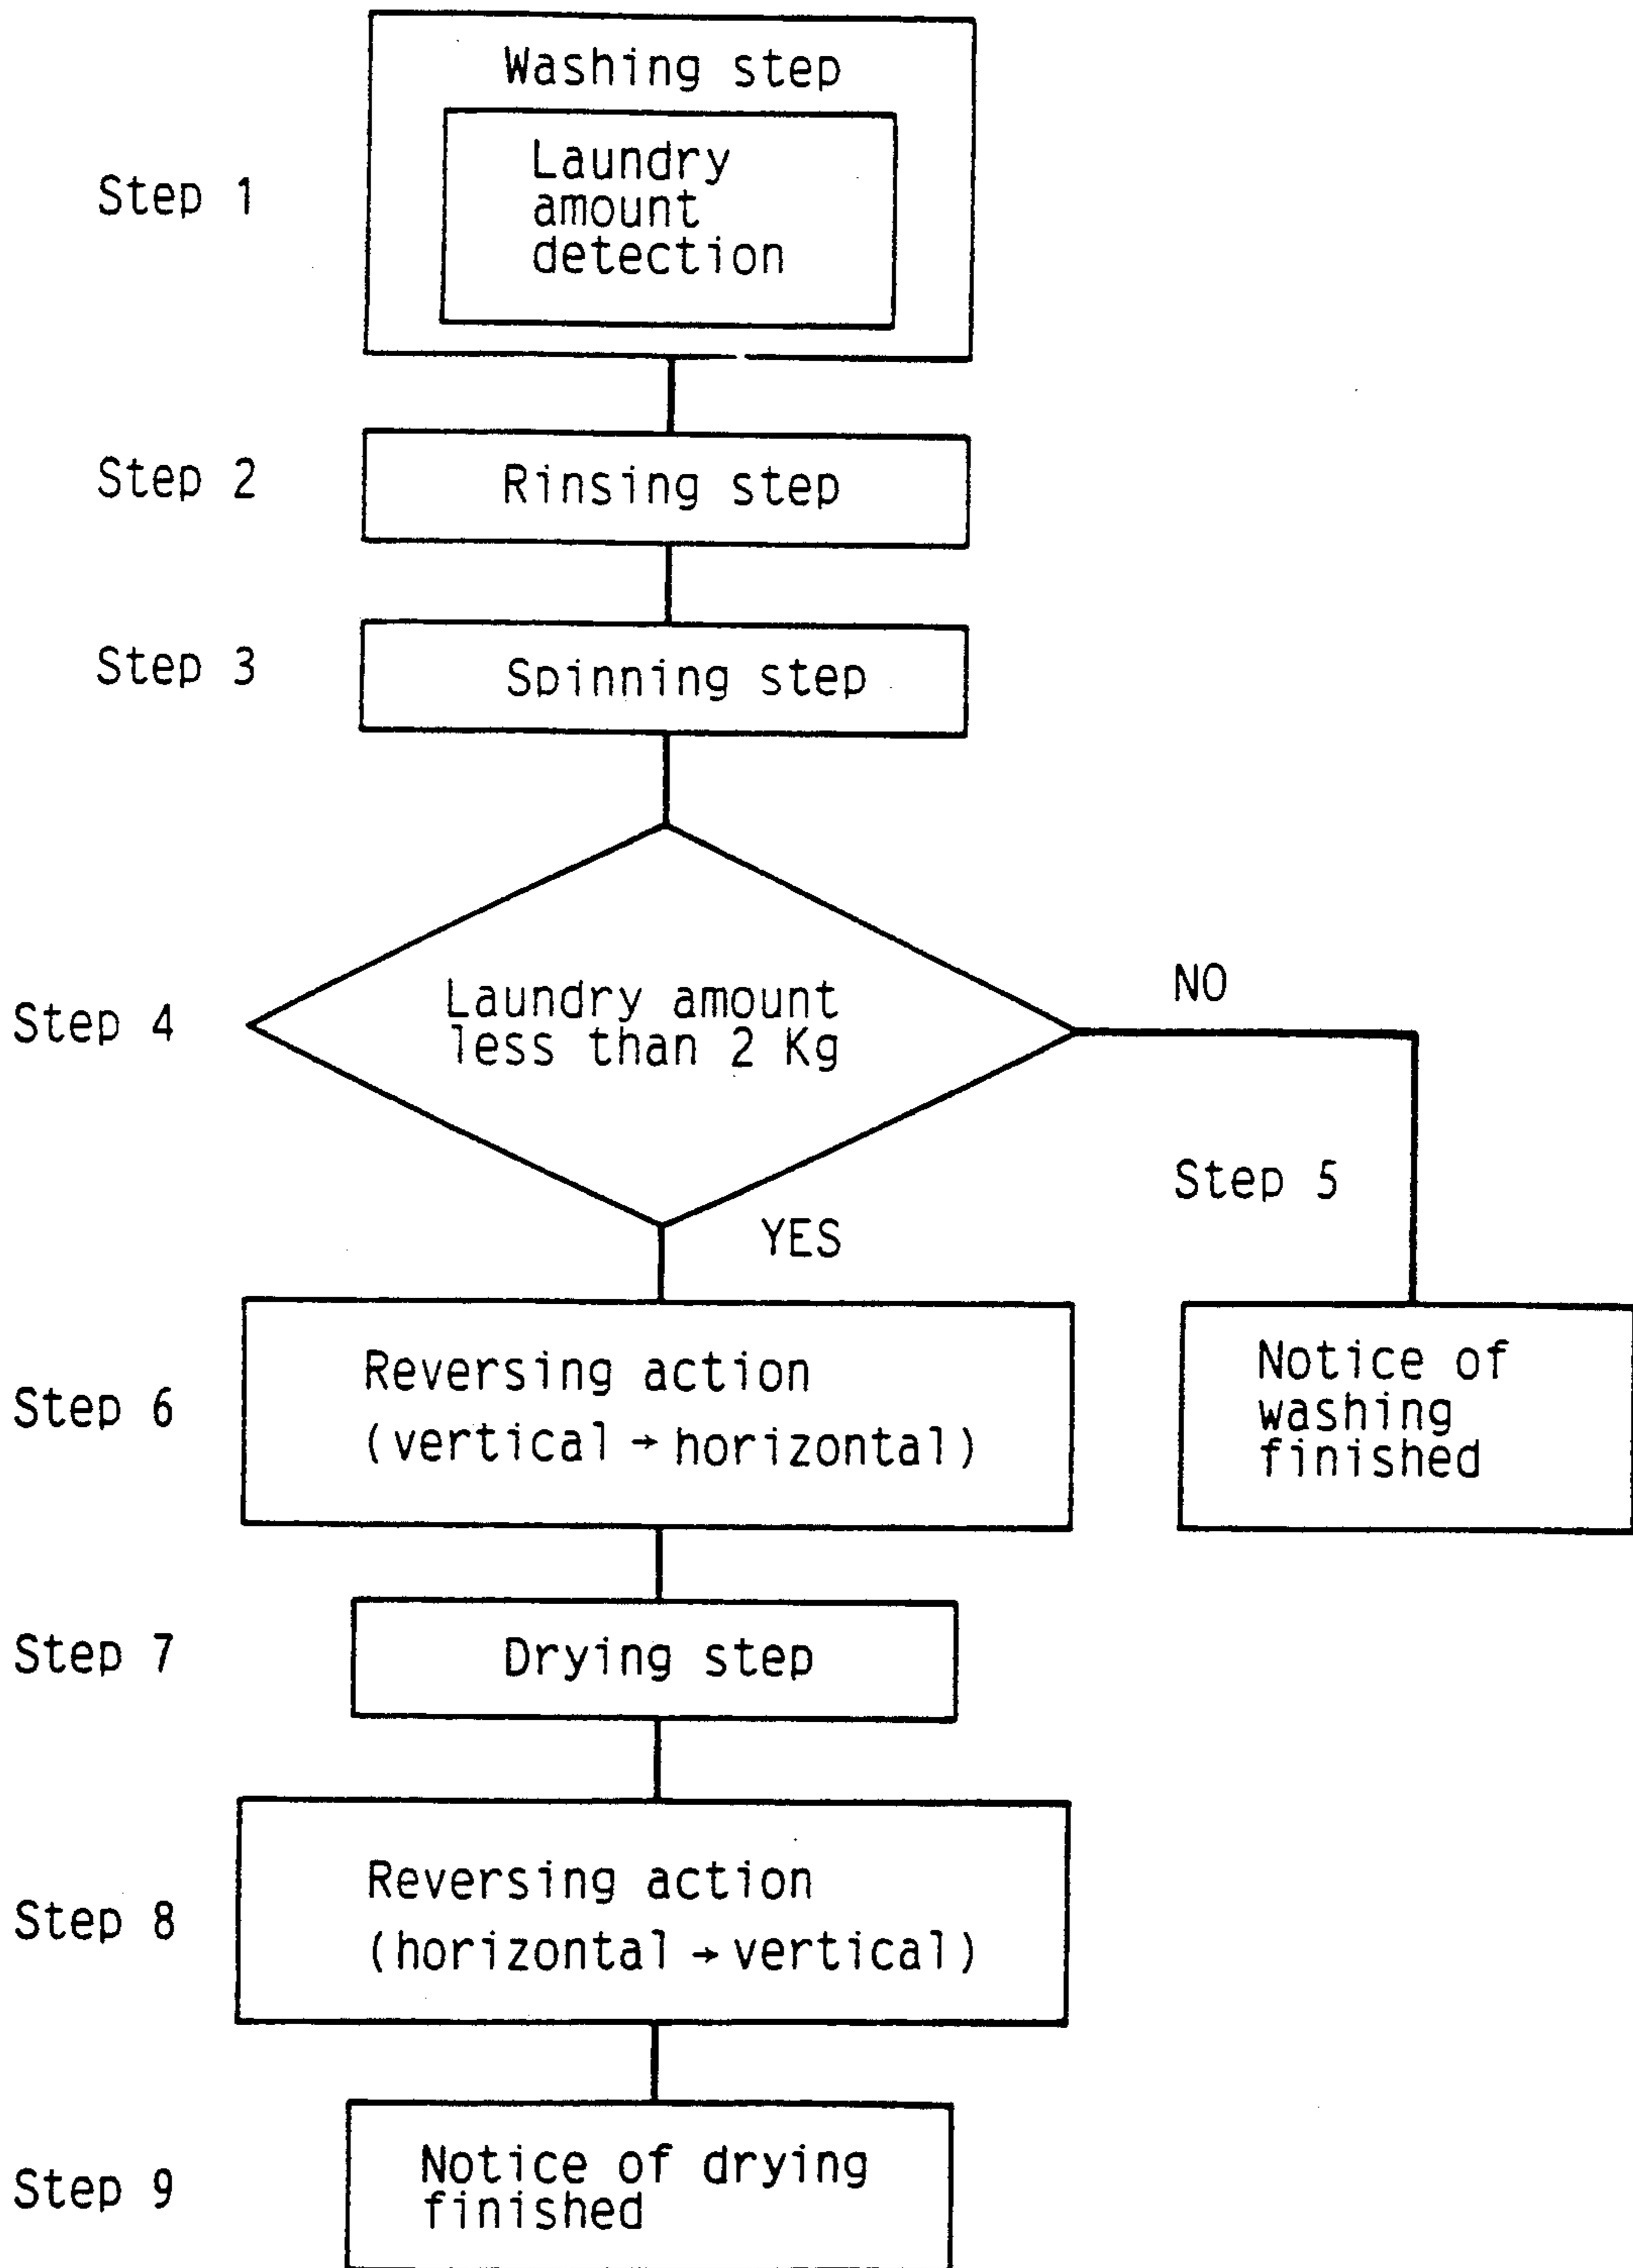 Washing step
Step 1
Laundry
amount
detection
Step 2
Rinsing step
Step 3
Spinning step
Step 4
Laundry amount
less than 2 Kg
NO
Step 5
YES
Step 6
Reversing action
(vertical → horizontal)
Notice of
washing
finished
Step 7
Drying step
Step 8
Reversing action
(horizontal → vertical)
Step 9
Notice of drying
finished